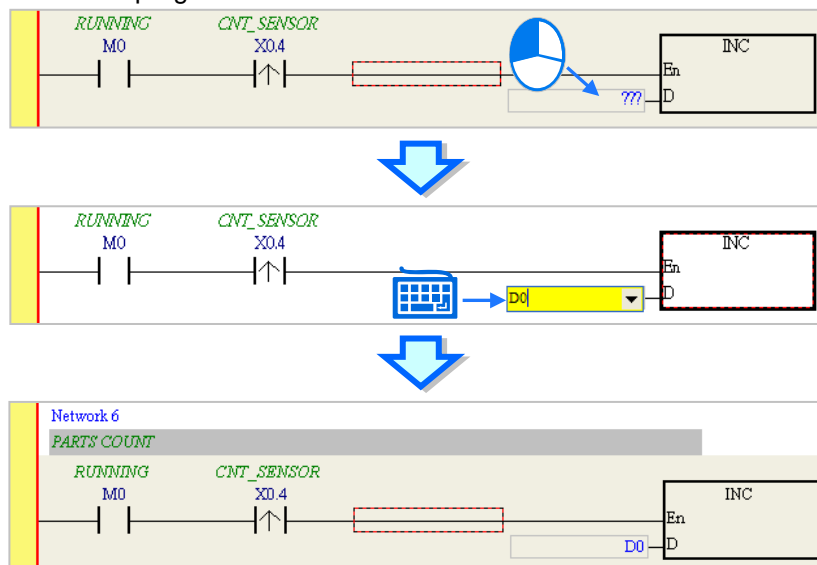 RUNNING CNT_SENSOR
M0 X0.4 INC
En
??? D
RUNNING CNT_SENSOR
M0 X0.4 INC
En
D0 D
Network 6
PARTS COUNT
RUNNING CNT_SENSOR
M0 X0.4 INC
En
D0 D